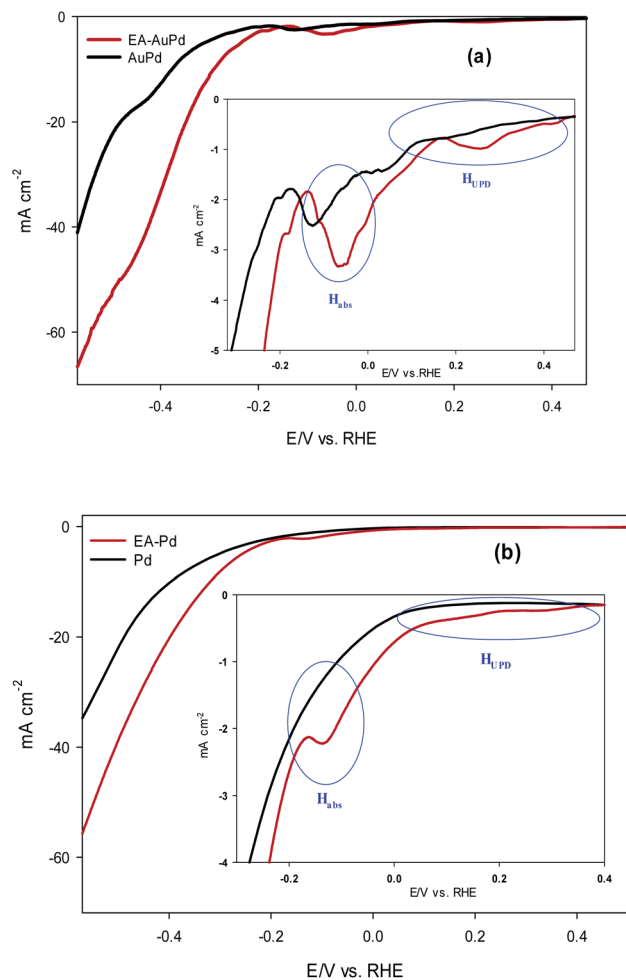 0
-20
-40
-60
mA cm-2
EA-AuPd
AuPd
(a)
0
-1
-2
-3
-4
-5
mA cm-2
HUPD
Habs
-0.2
0.0
0.2
0.4
E/V vs.RHE
-0.4
-0.2
0.0
0.2
0.4
E/V vs. RHE
0
-20
-40
-60
mA cm-2
EA-Pd
Pd
(b)
0
-1
-2
-3
-4
mA cm-2
HUPD
Habs
-0.2
0.0
0.2
0.4
E/V vs. RHE
-0.4
-0.2
0.0
0.2
0.4
E/V vs. RHE